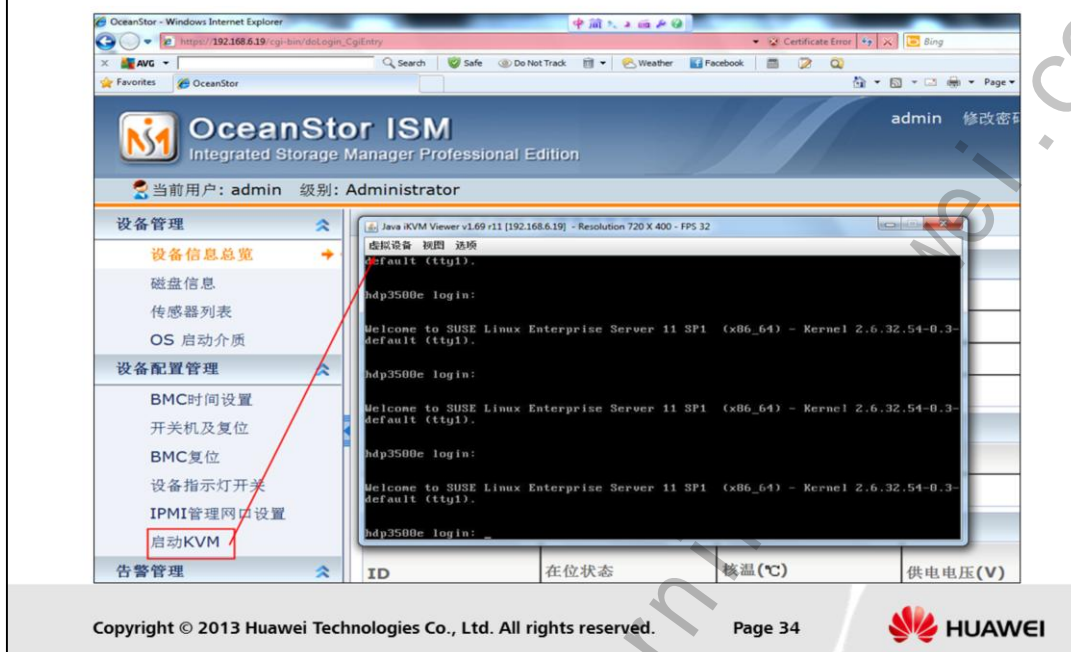 OceanStor - Windows Internet Explorer
中
https://192.168.6.19/cgi-bin/doLogin_CgiEntry
Certificate Error
Bing
x AVG
Search Safe Do Not Track Weather Facebook
Favorites OceanStor
Page
OceanStor ISM
Integrated Storage Manager Professional Edition
admin 修改密码
当前用户: admin 级别: Administrator
设备管理
设备信息总览
磁盘信息
传感器列表
OS 启动介质
设备配置管理
BMC时间设置
开关机及复位
BMC复位
设备指示灯开关
IPMI管理网口设置
启动KVM
告警管理
Java iKVM Viewer v1.69 r11 [192.168.6.19] - Resolution 720 X 400 - FPS 32
虚拟设备 视图 选项
default (tty1).
hdp3500e login:
Welcome to SUSE Linux Enterprise Server 11 SP1 (x86_64) - Kernel 2.6.32.54-0.3-
default (tty1).
hdp3500e login:
Welcome to SUSE Linux Enterprise Server 11 SP1 (x86_64) - Kernel 2.6.32.54-0.3-
default (tty1).
hdp3500e login:
Welcome to SUSE Linux Enterprise Server 11 SP1 (x86_64) - Kernel 2.6.32.54-0.3-
default (tty1).
hdp3500e login: _
ID 在位状态 核温(℃) 供电电压(V)
Copyright © 2013 Huawei Technologies Co., Ltd. All rights reserved.
Page 34
HUAWEI